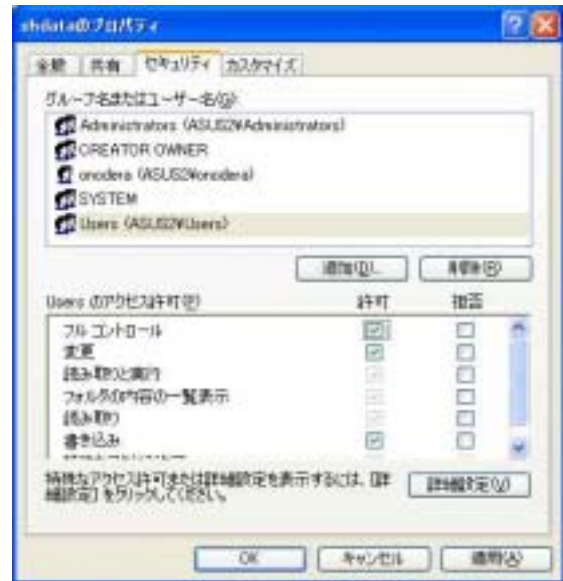 shdataのプロパティ
全般 共有 セキュリティ カスタマイズ
グループ名またはユーザー名(G):
Administrators (ASUS2¥Administrators)
CREATOR OWNER
onodera (ASUS2¥onodera)
SYSTEM
Users (ASUS2¥Users)
追加(D)... 削除(R)
Users のアクセス許可(P) 許可 拒否
フル コントロール
変更
読み取りと実行
フォルダの内容の一覧表示
読み取り
書き込み
特殊なアクセス許可または詳細設定を表示するには、[詳
細設定] をクリックしてください。
詳細設定(V)
OK キャンセル 適用(A)